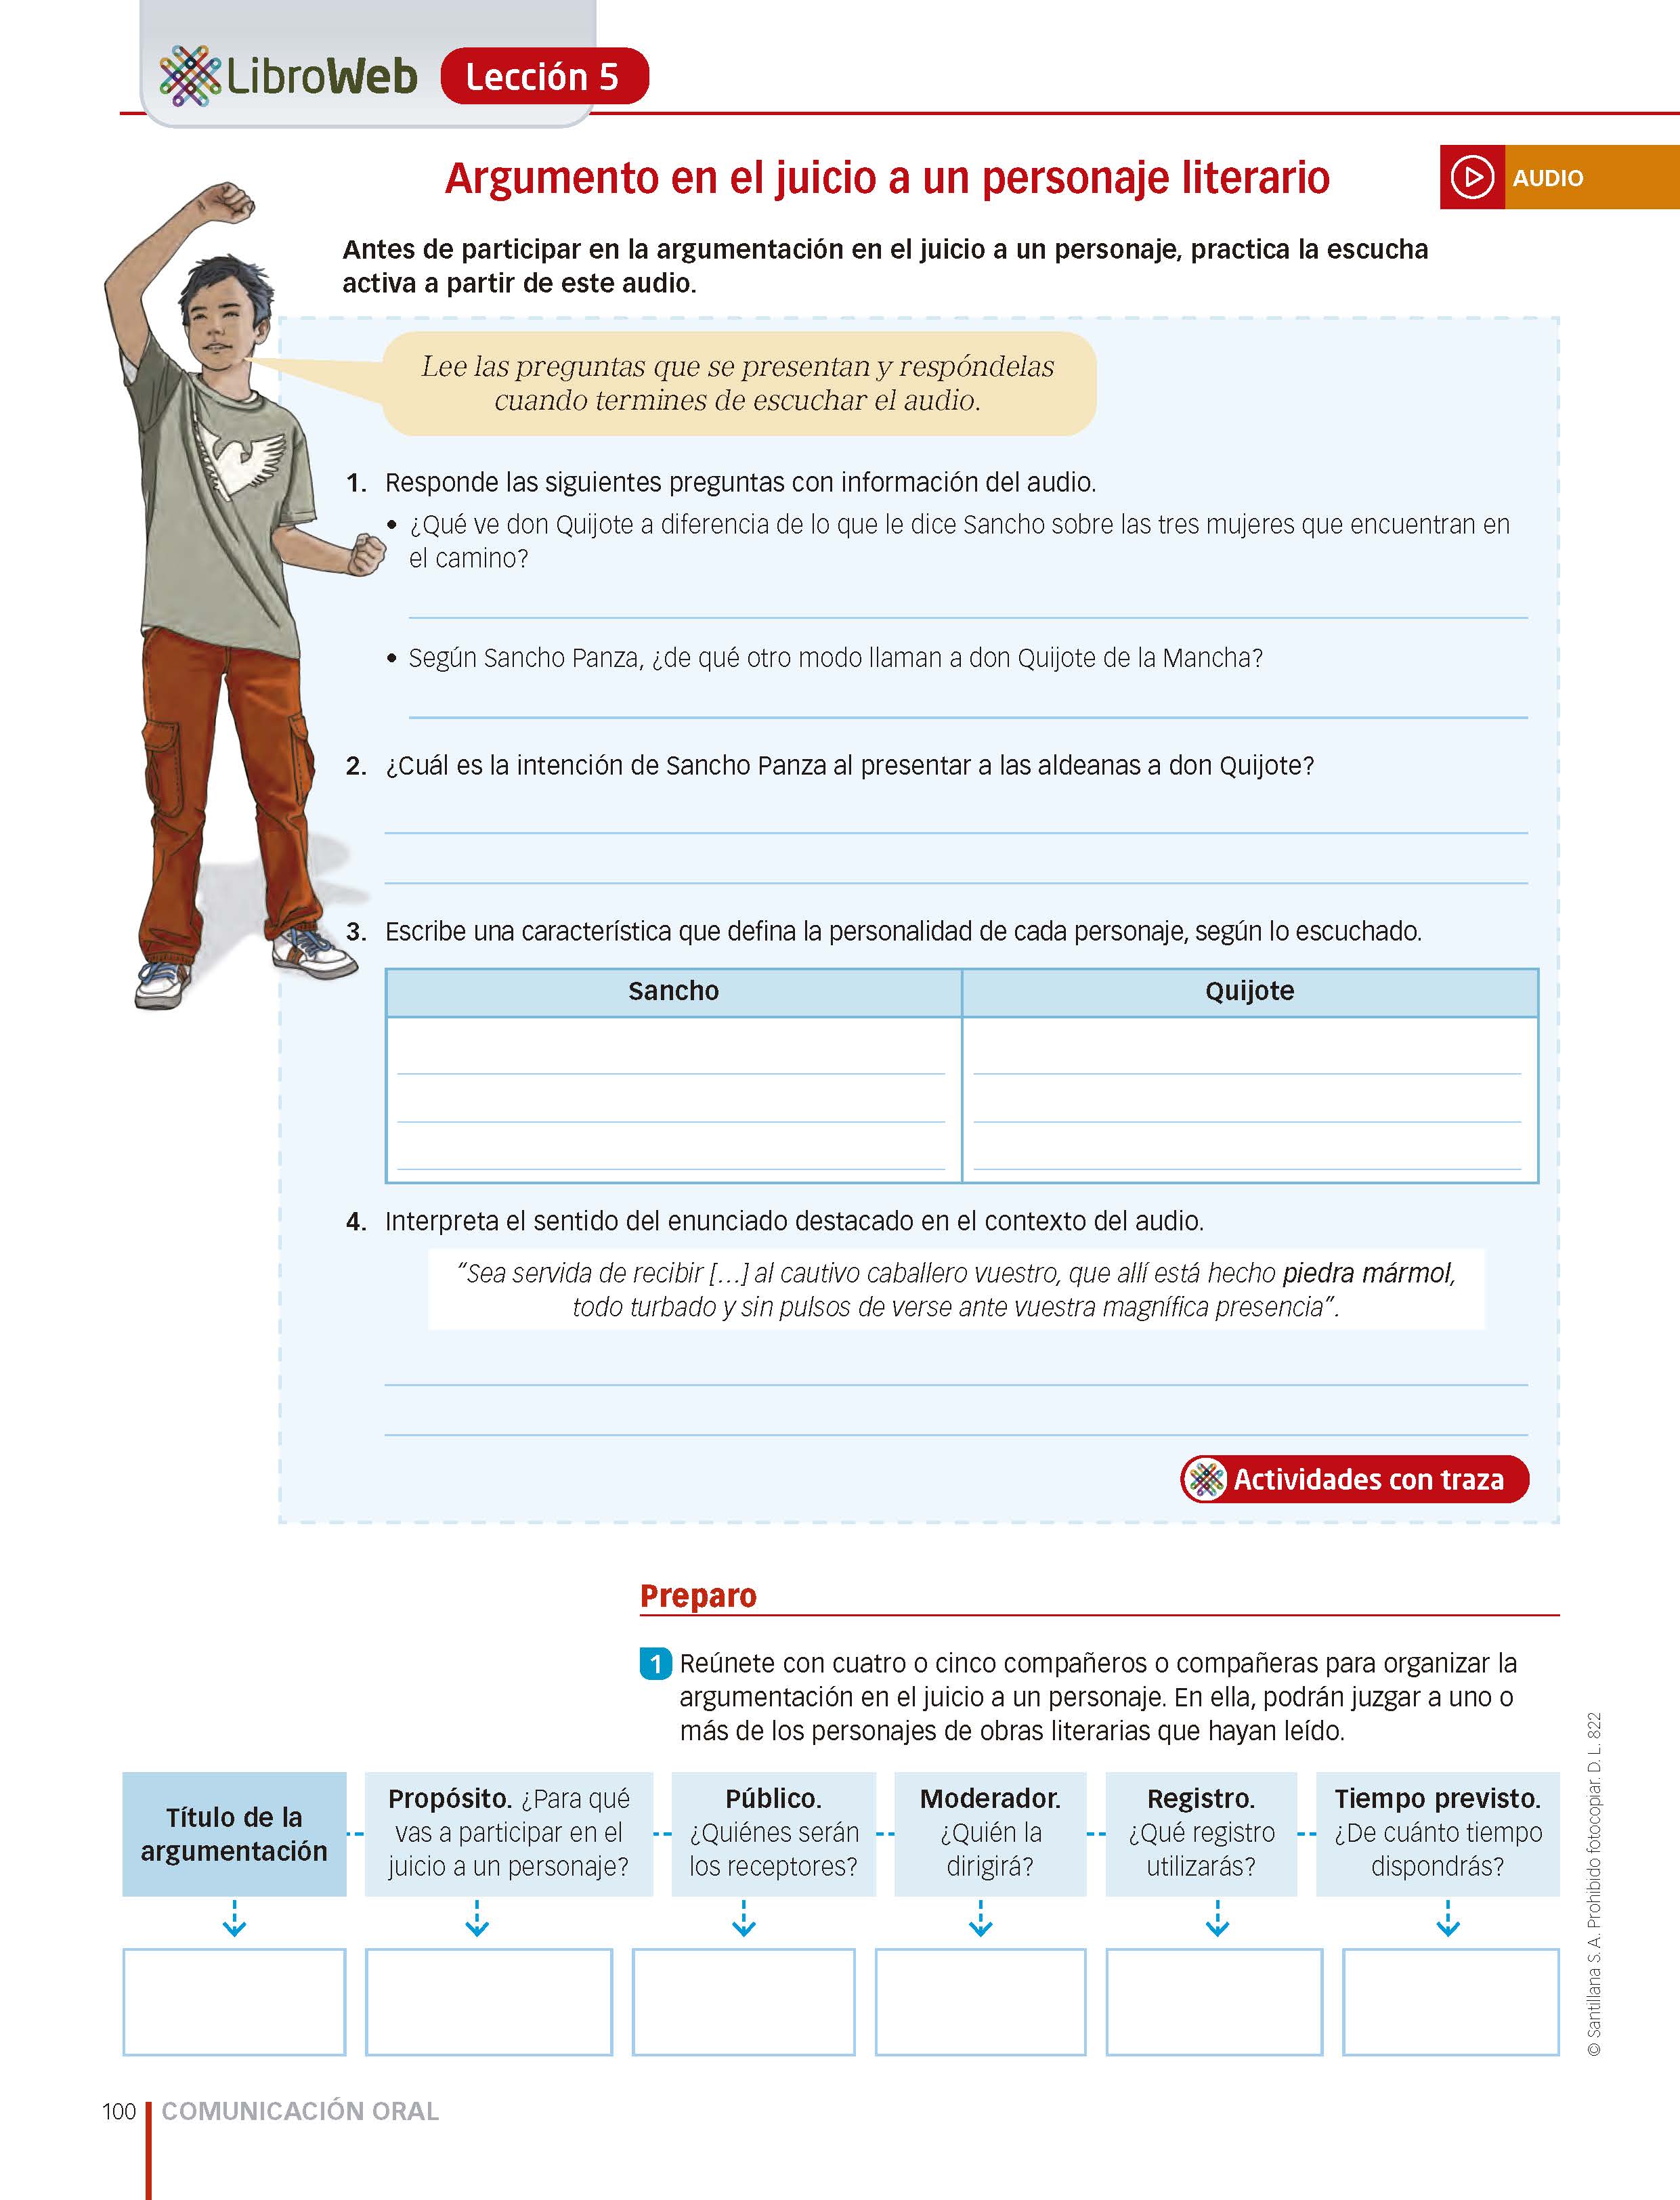 LibroWeb Lección 5
Argumento en el juicio a un personaje literario
AUDIO
Antes de participar en la argumentación en el juicio a un personaje, practica la escucha
activa a partir de este audio.
Lee las preguntas que se presentan y respóndelas
cuando termines de escuchar el audio.
1. Responde las siguientes preguntas con información del audio.
• ¿Qué ve don Quijote a diferencia de lo que le dice Sancho sobre las tres mujeres que encuentran en
el camino?
• Según Sancho Panza, ¿de qué otro modo llaman a don Quijote de la Mancha?
2. ¿Cuál es la intención de Sancho Panza al presentar a las aldeanas a don Quijote?
3. Escribe una característica que defina la personalidad de cada personaje, según lo escuchado.
Sancho
Quijote
4. Interpreta el sentido del enunciado destacado en el contexto del audio.
“Sea servida de recibir [...] al cautivo caballero vuestro, que allí está hecho piedra mármol,
todo turbado y sin pulsos de verse ante vuestra magnífica presencia”.
Actividades con traza
Preparo
1 Reúnete con cuatro o cinco compañeros o compañeras para organizar la
argumentación en el juicio a un personaje. En ella, podrán juzgar a uno o
más de los personajes de obras literarias que hayan leído.
Título de la
argumentación
Propósito. ¿Para qué
vas a participar en el
juicio a un personaje?
Público.
¿Quiénes serán
los receptores?
Moderador.
¿Quién la
dirigirá?
Registro.
¿Qué registro
utilizarás?
Tiempo previsto.
¿De cuánto tiempo
dispondrás?
© Santillana S. A. Prohibido fotocopiar. D. L. 822
100 COMUNICACIÓN ORAL